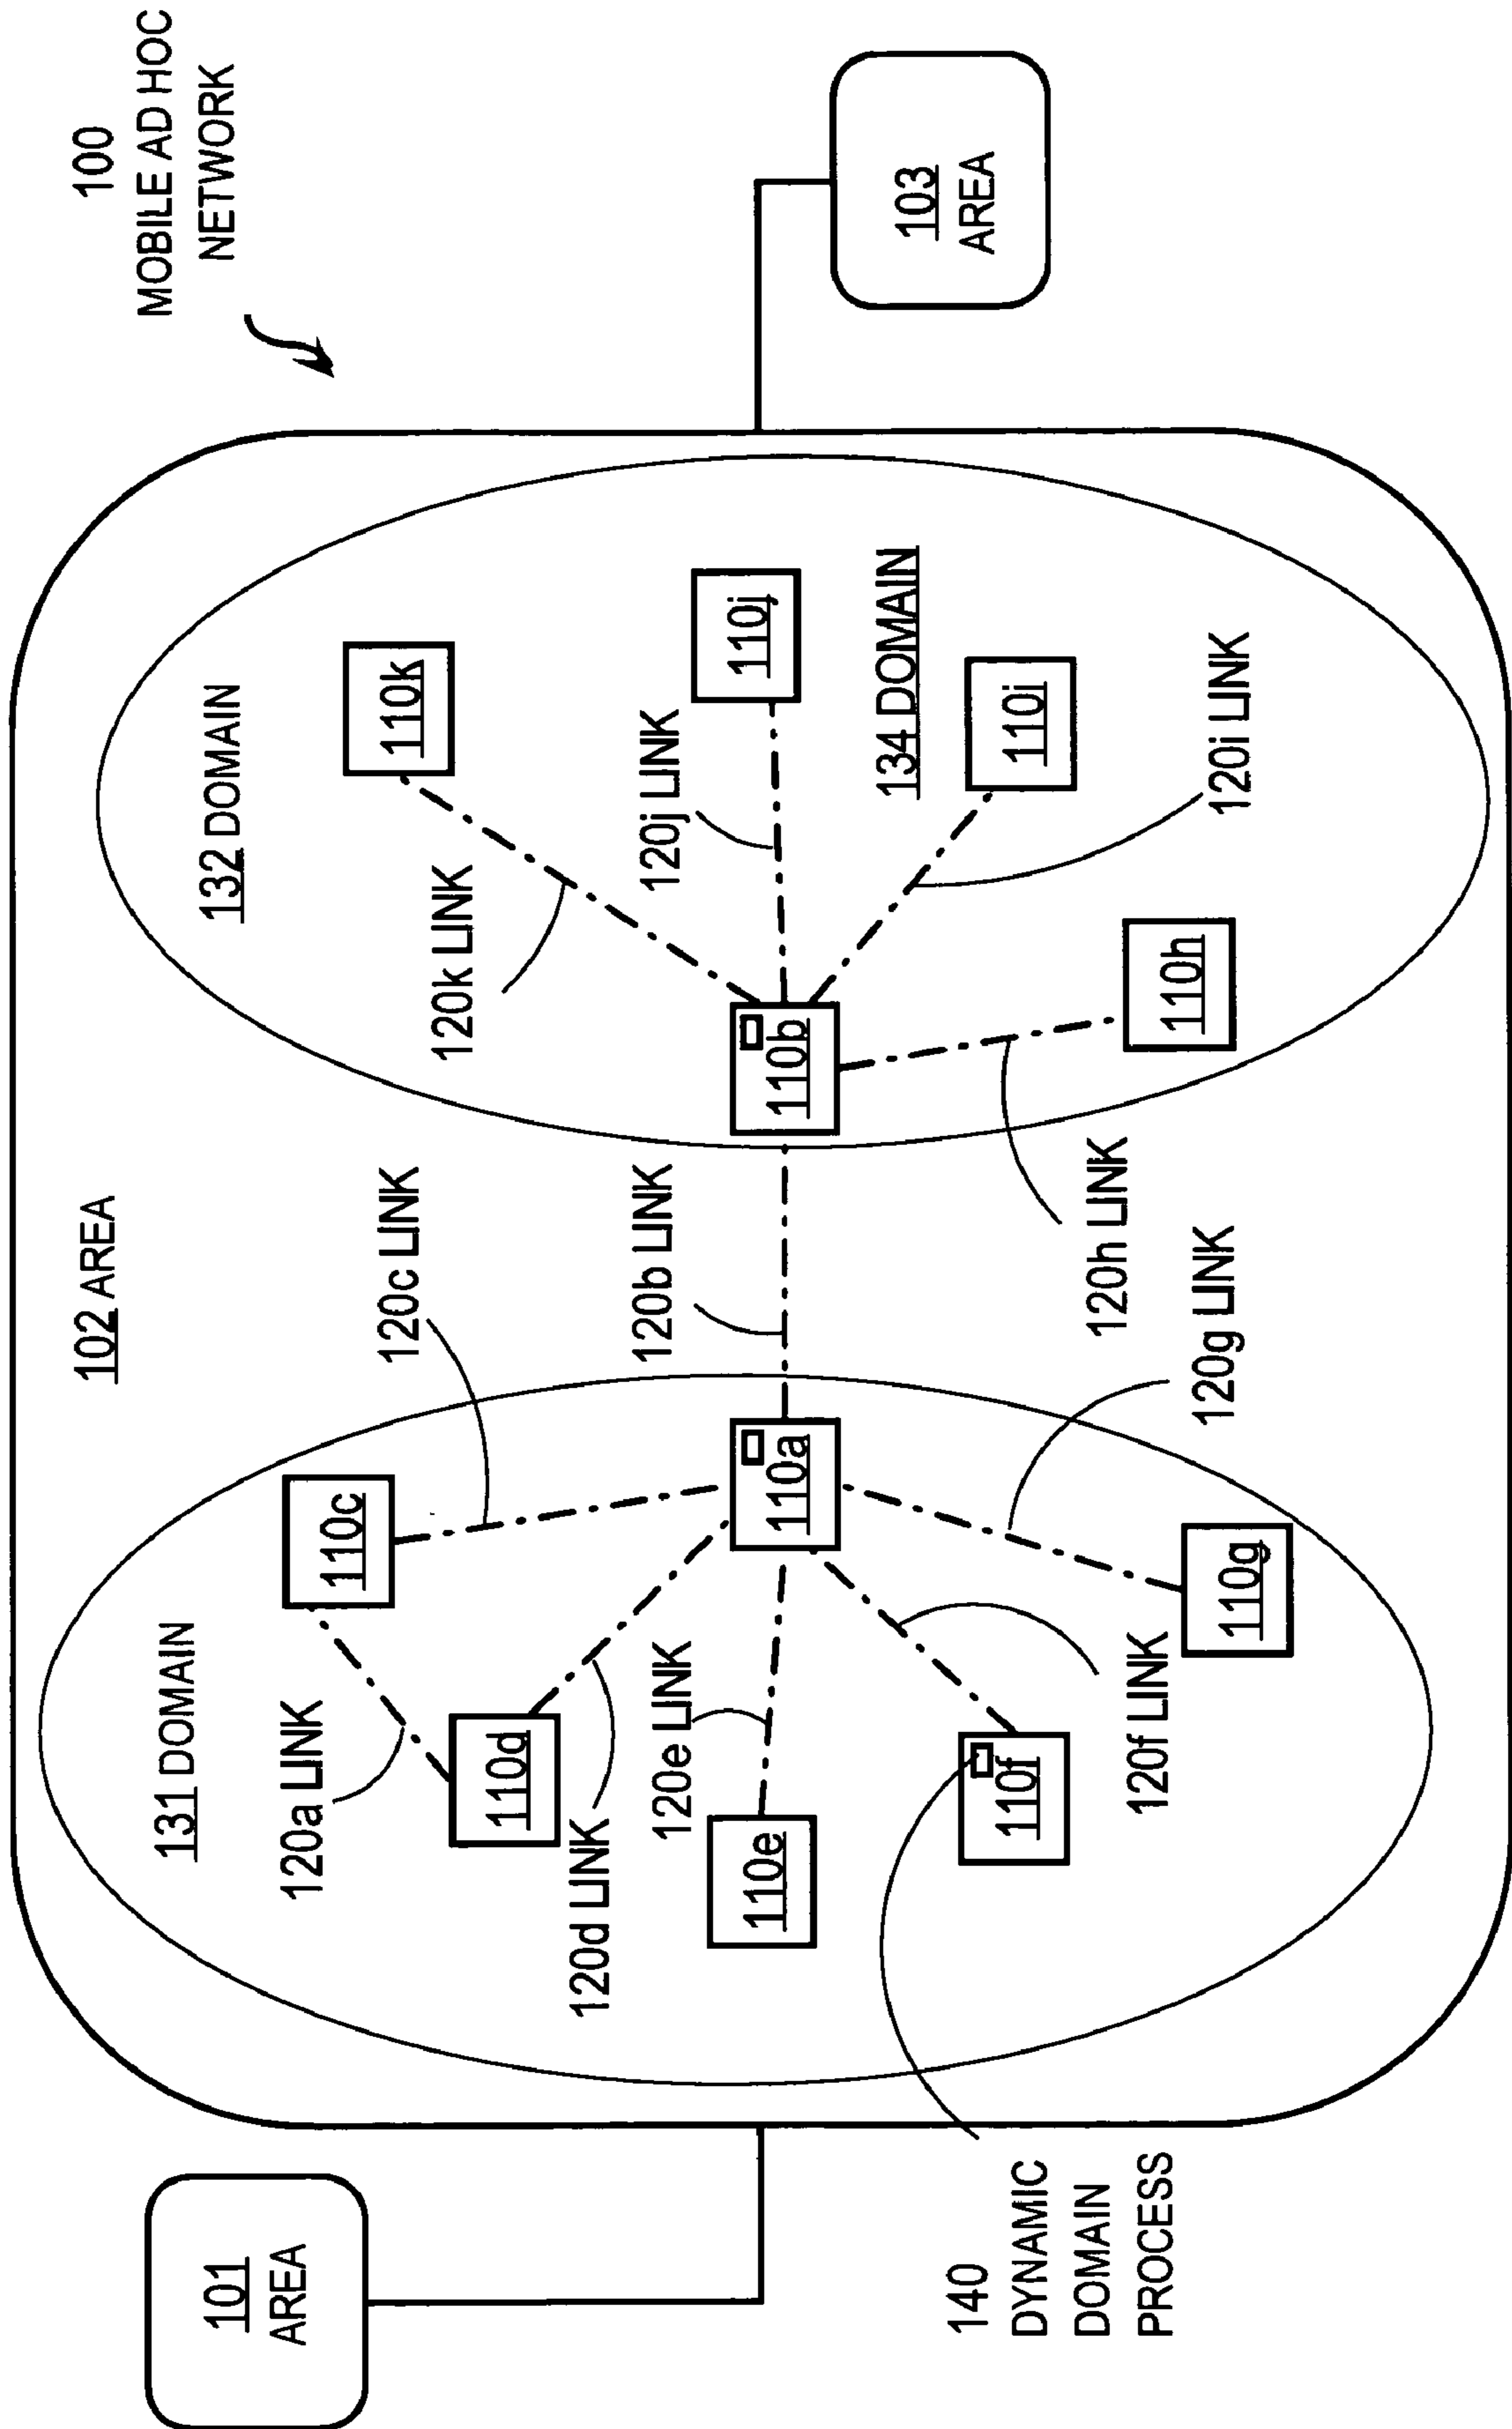 100
MOBILE AD HOC
NETWORK
102 AREA
131 DOMAIN
132 DOMAIN
101
AREA
103
AREA
120a LINK
110c
120c LINK
120k LINK
110k
110d
120d LINK
120e LINK
120b LINK
120j LINK
110j
110e
110a
110b
134 DOMAIN
110f
110i
120f LINK
110g
120g LINK
120h LINK
110h
120i LINK
140
DYNAMIC
DOMAIN
PROCESS